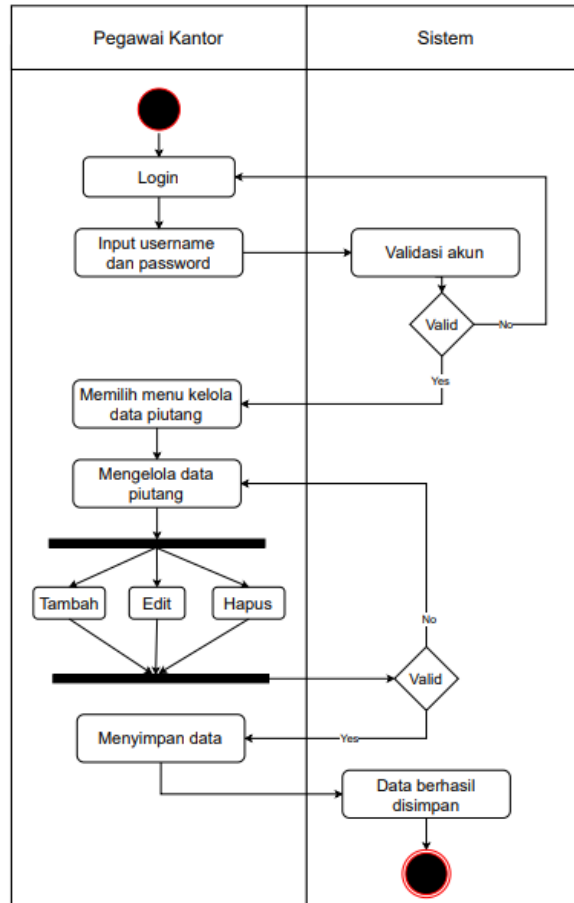 Pegawai Kantor
Sistem
Login
Input username
dan password
Validasi akun
Valid
No
Yes
Memilih menu kelola
data piutang
Mengelola data
piutang
Tambah
Edit
Hapus
No
Valid
Yes
Menyimpan data
Data berhasil
disimpan